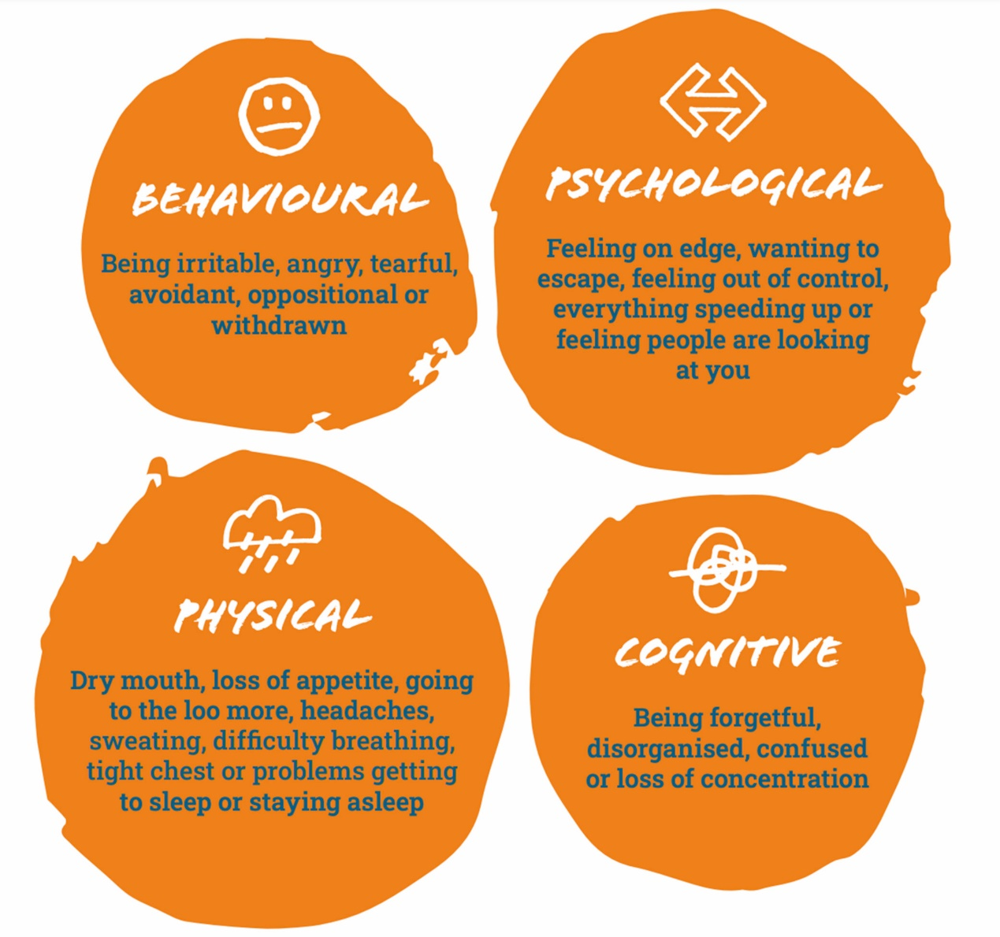 BEHAVIOURAL
Being irritable, angry, tearful,
avoidant, oppositional or
withdrawn
PSYCHOLOGICAL
Feeling on edge, wanting to
escape, feeling out of control,
everything speeding up or
feeling people are looking
at you
PHYSICAL
Dry mouth, loss of appetite, going
to the loo more, headaches,
sweating, difficulty breathing,
tight chest or problems getting
to sleep or staying asleep
COGNITIVE
Being forgetful,
disorganised, confused
or loss of concentration